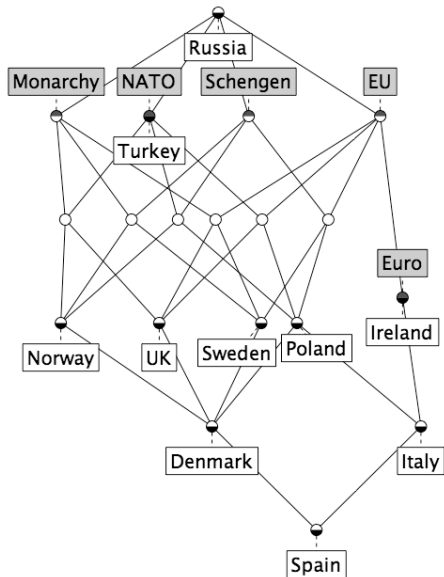 Russia
Monarchy
NATO
Schengen
EU
Turkey
Euro
Ireland
Norway
UK
Sweden
Poland
Denmark
Italy
Spain